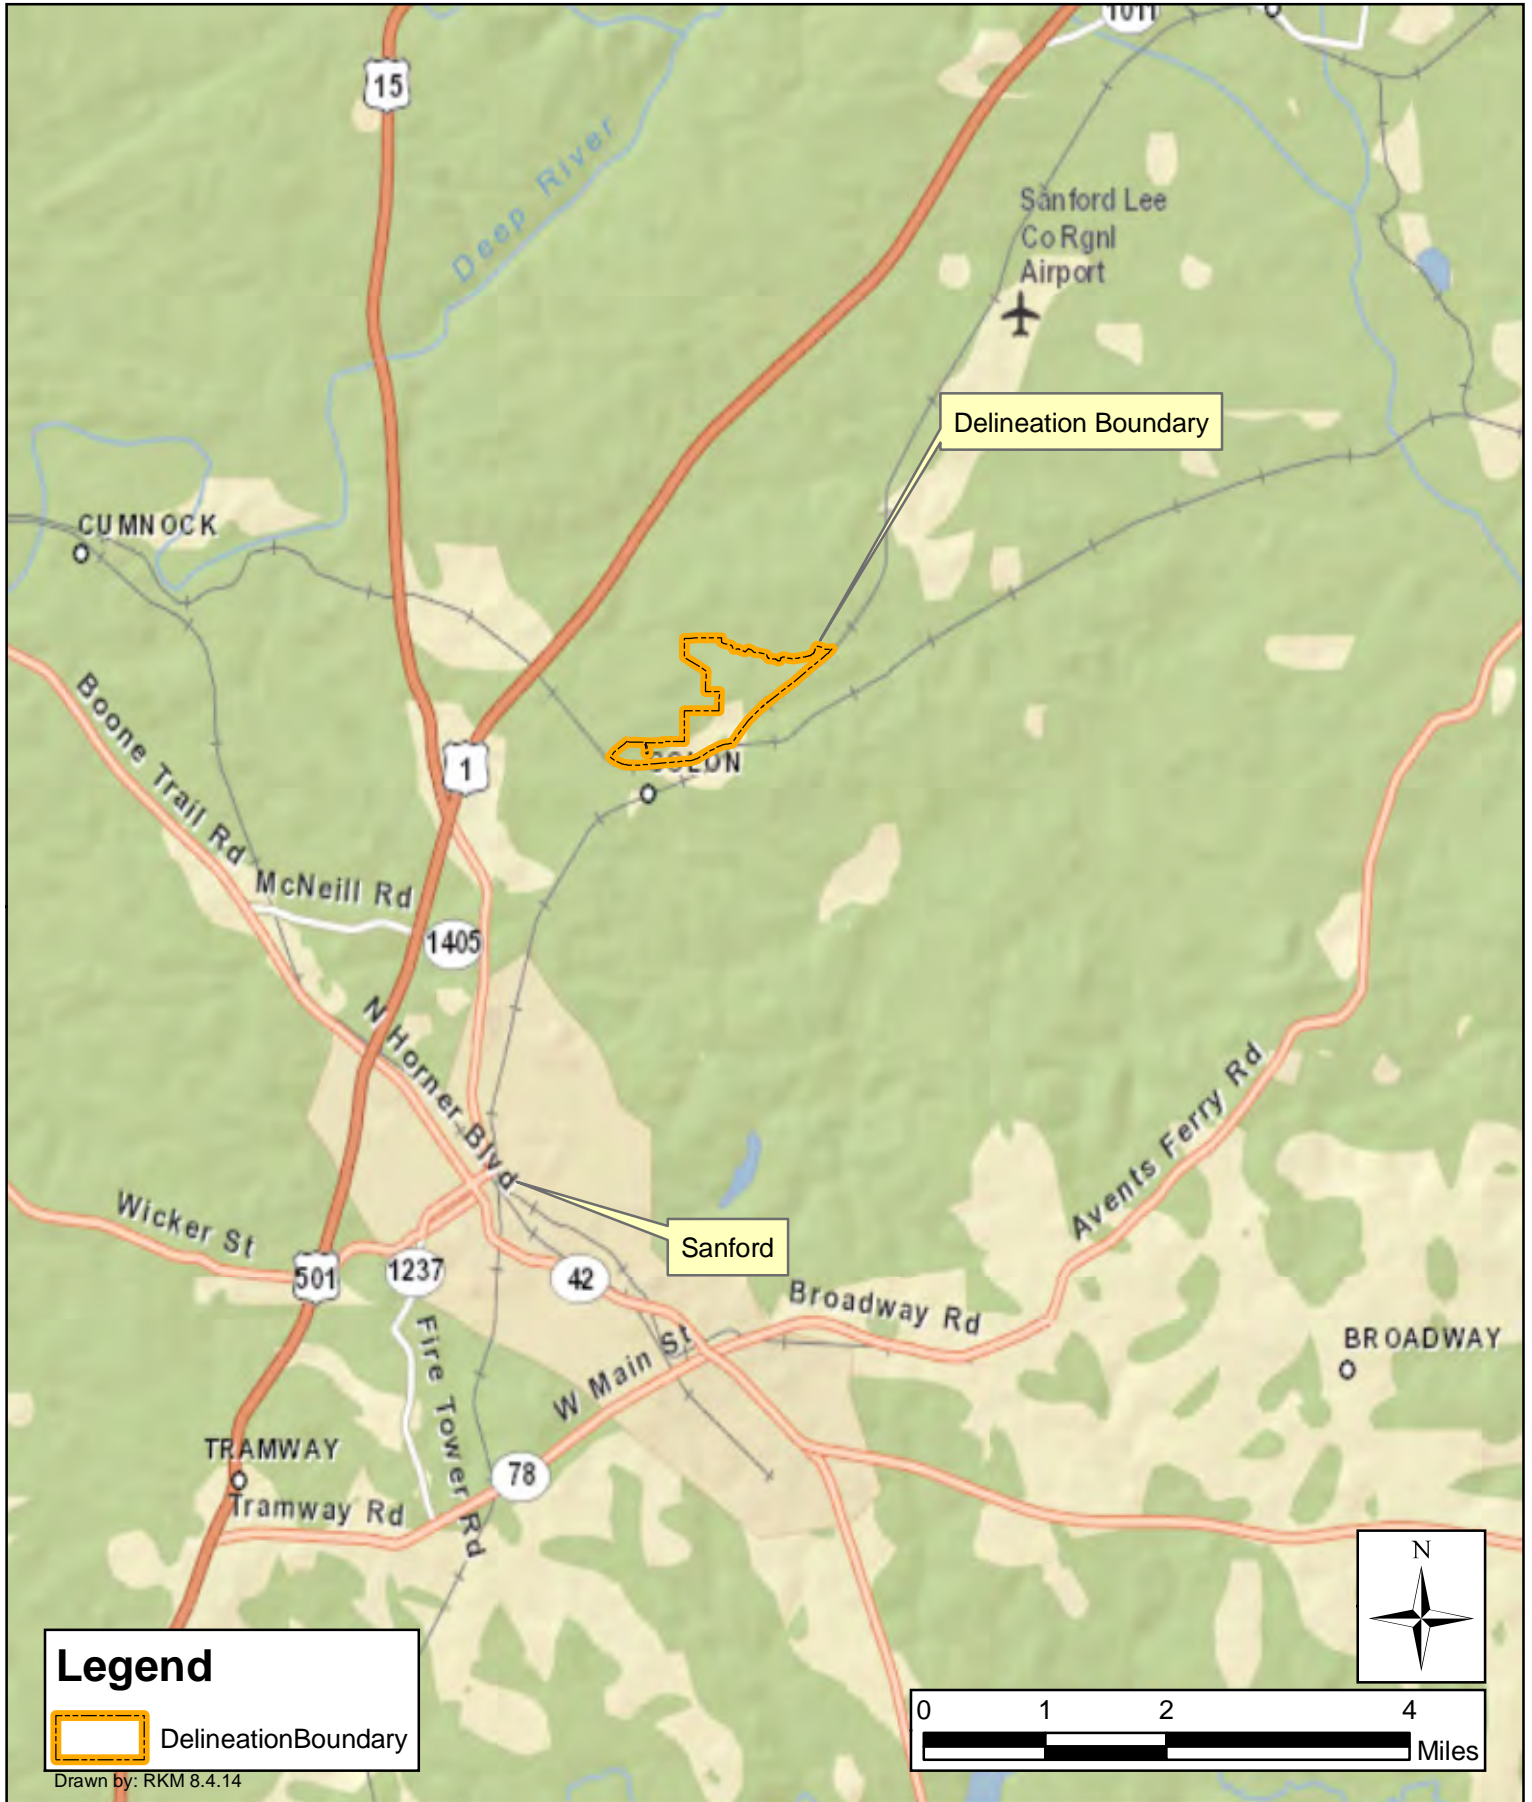 1011
15
Deep River
Sanford Lee
Co Rgnl
Airport
Delineation Boundary
CUMNOCK
Boone Trail Rd
1
COLON
McNeill Rd
1405
N Horner Blvd
Avents Ferry Rd
Wicker St
Sanford
501
1237
42
Broadway Rd
Fire Tower Rd
W Main St
BROADWAY
TRAMWAY
78
Tramway Rd
N
Legend
DelineationBoundary
0 1 2 4
Miles
Drawn by: RKM 8.4.14